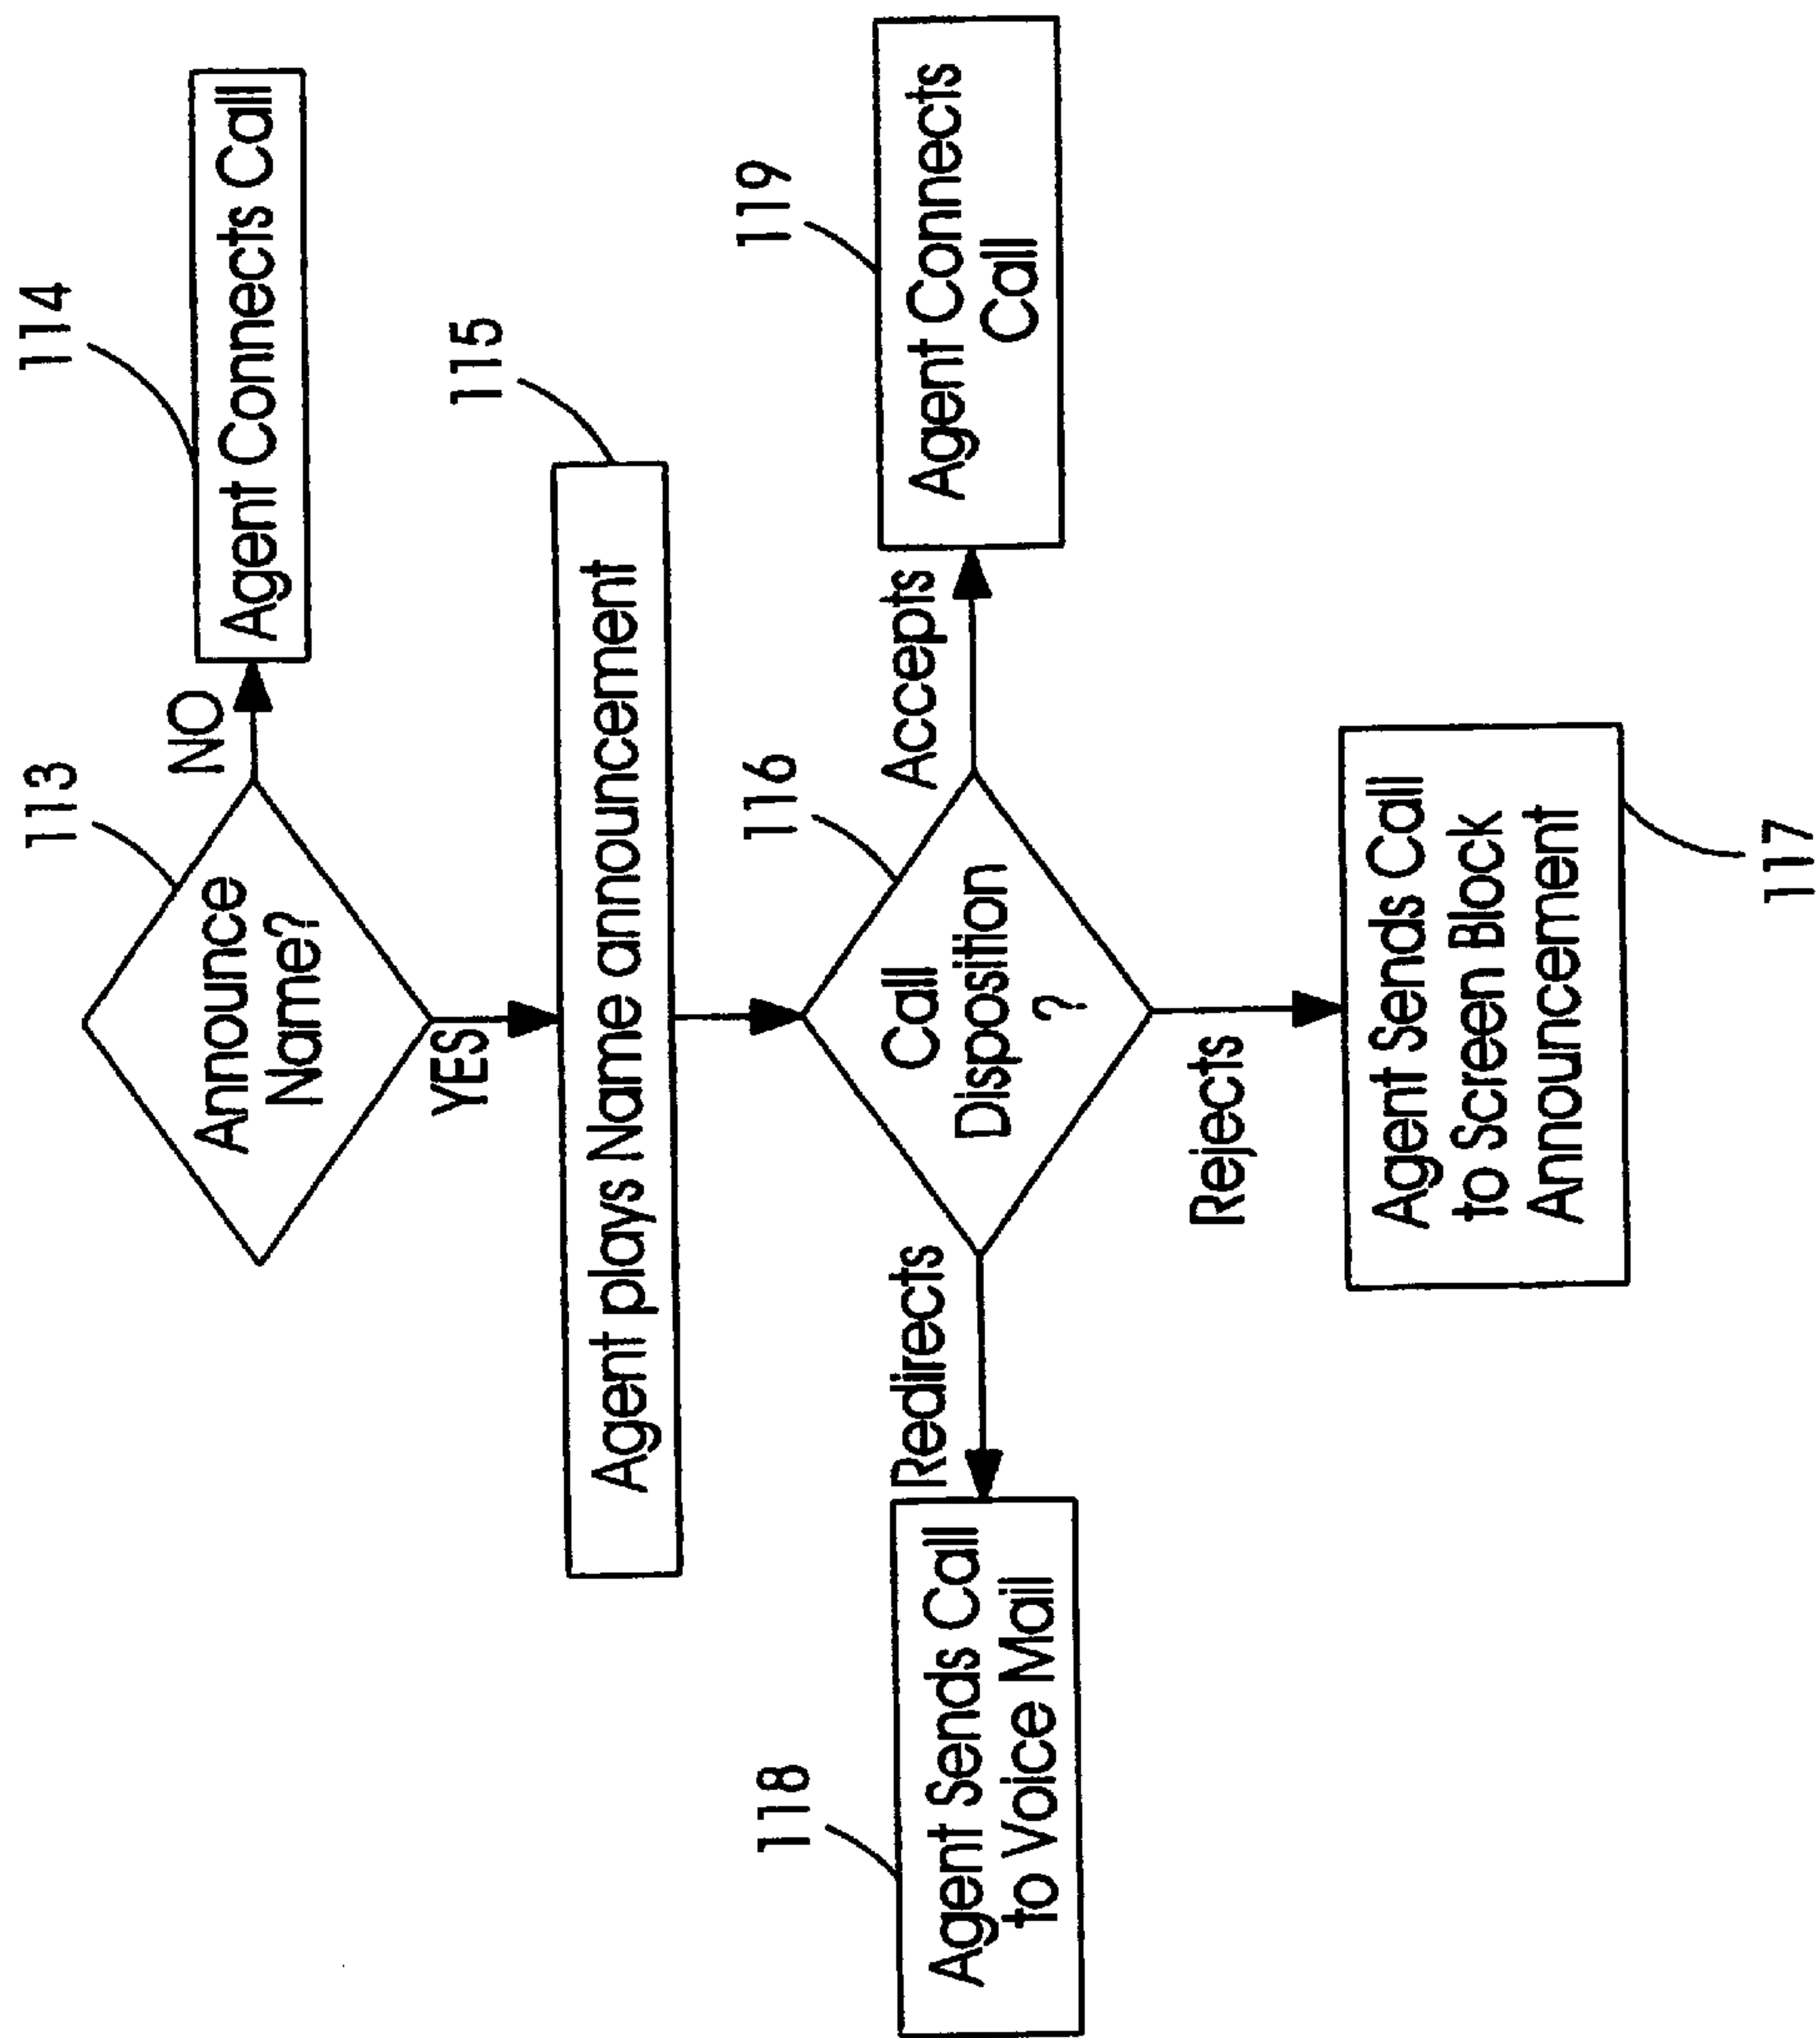 113
Announce
Name?
NO
114
Agent Connects Call
YES
115
Agent plays Name announcement
116
Call
Disposition
?
Redirects
118
Agent Sends Call
to Voice Mail
Accepts
119
Agent Connects
Call
Rejects
Agent Sends Call
to Screen Block
Announcement
117